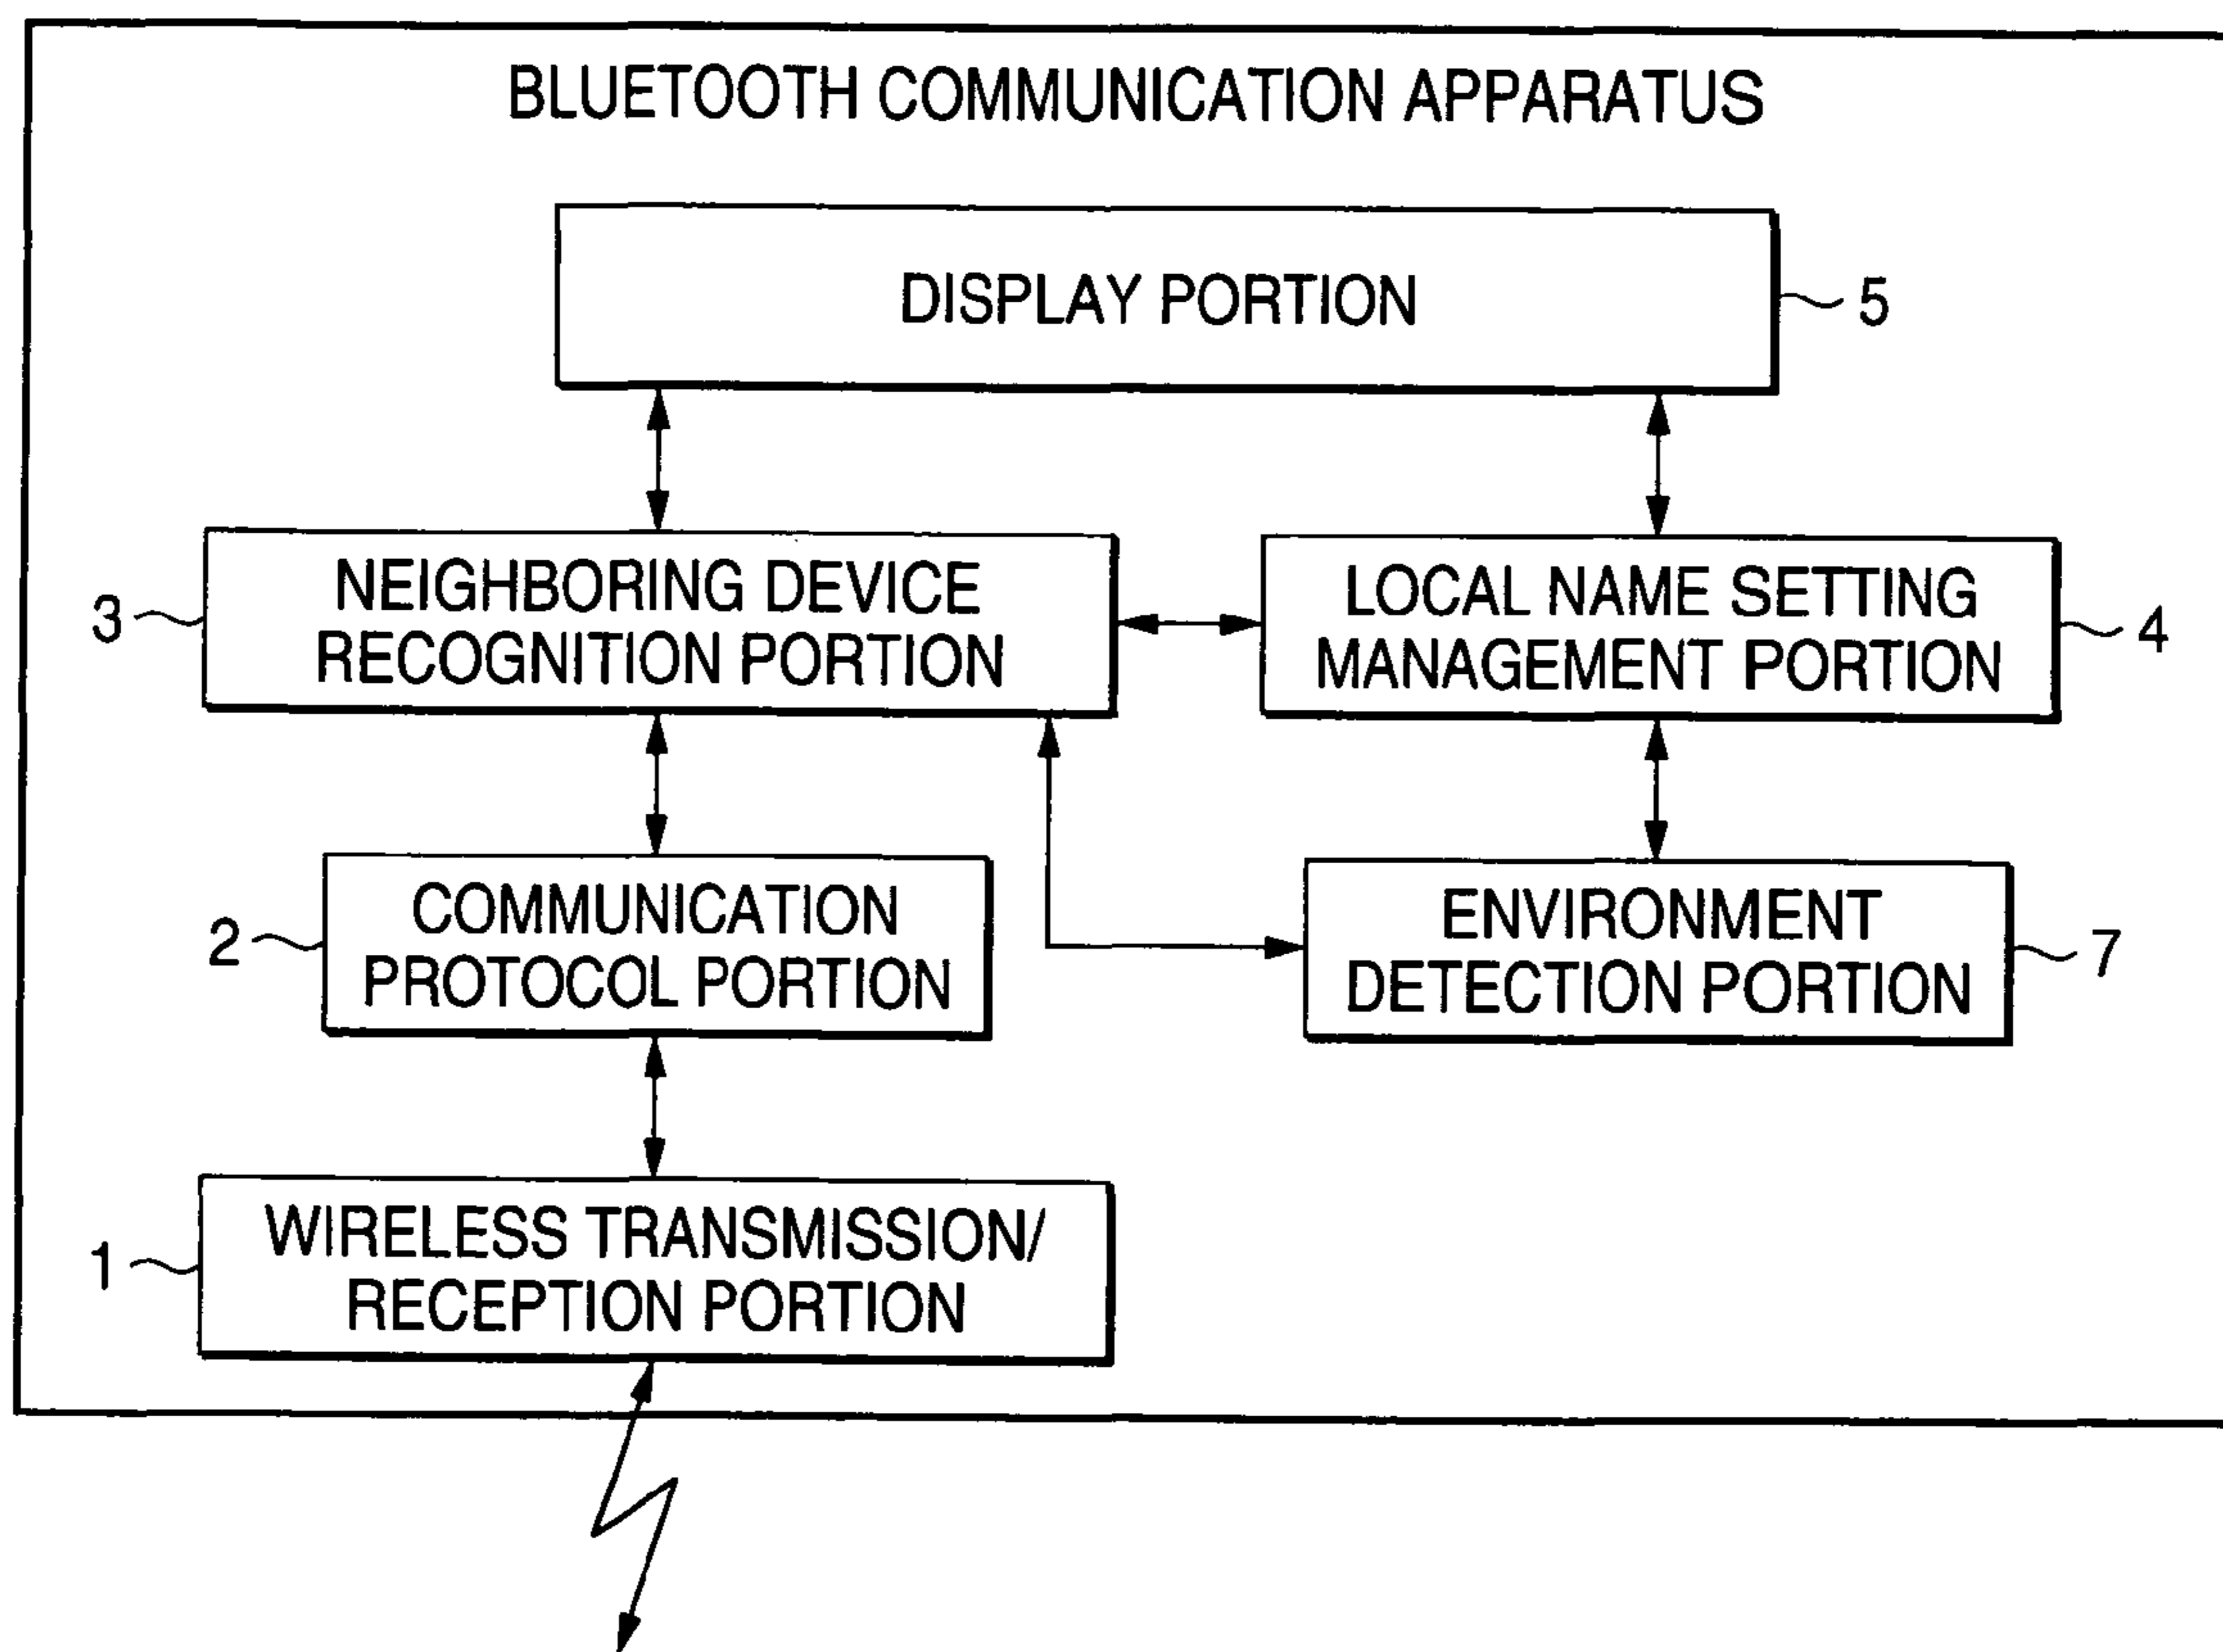 BLUETOOTH COMMUNICATION APPARATUS
DISPLAY PORTION
5
3
NEIGHBORING DEVICE
RECOGNITION PORTION
LOCAL NAME SETTING
MANAGEMENT PORTION
4
2
COMMUNICATION
PROTOCOL PORTION
ENVIRONMENT
DETECTION PORTION
7
1
WIRELESS TRANSMISSION/
RECEPTION PORTION